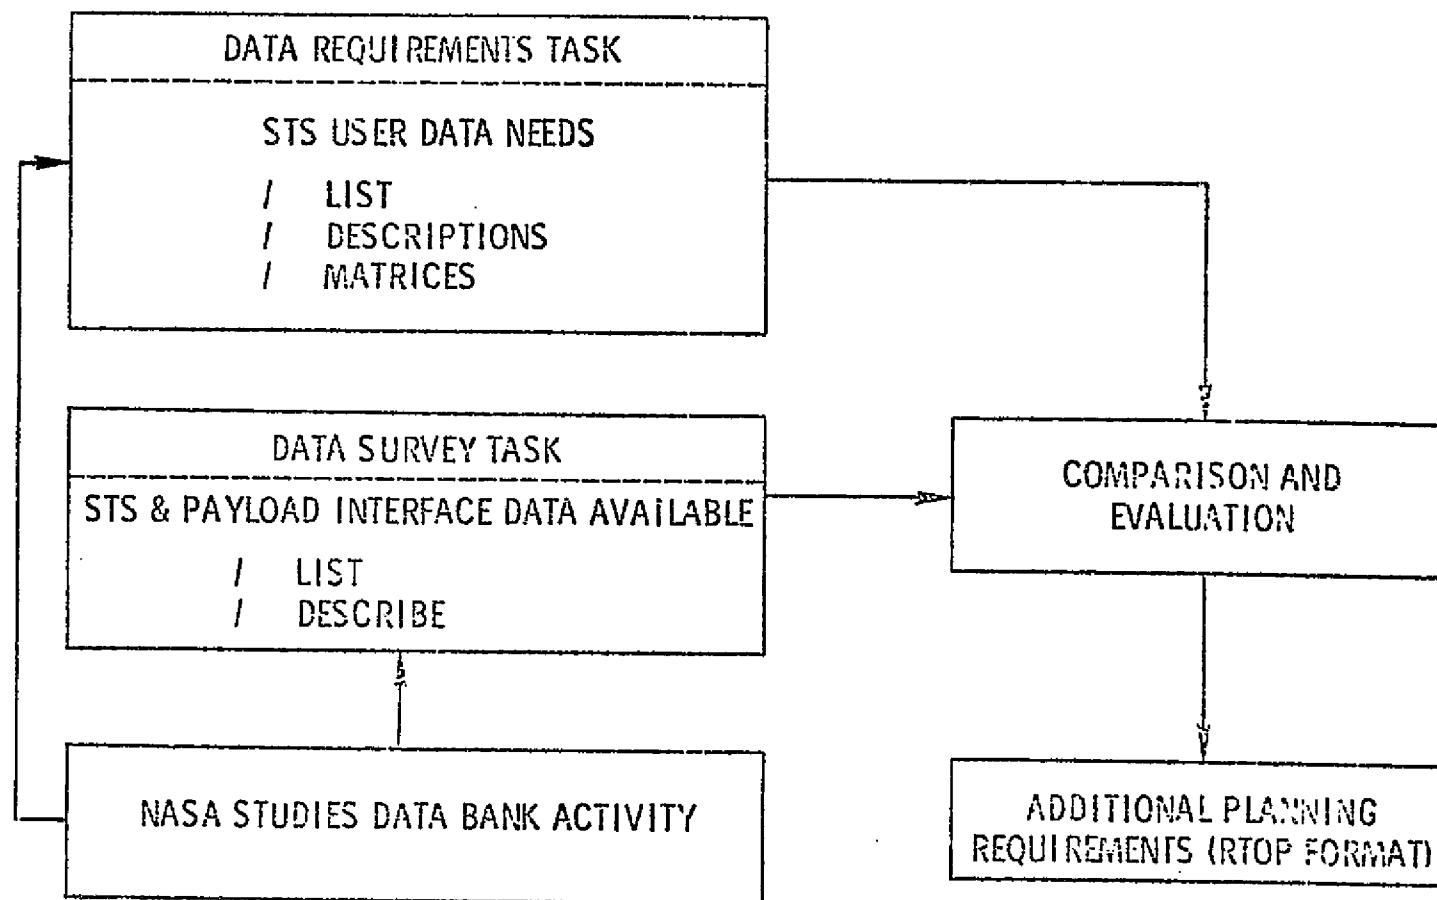 DATA REQUIREMENTS TASK
STS USER DATA NEEDS
/ LIST
/ DESCRIPTIONS
/ MATRICES
DATA SURVEY TASK
STS & PAYLOAD INTERFACE DATA AVAILABLE
/ LIST
/ DESCRIBE
NASA STUDIES DATA BANK ACTIVITY
COMPARISON AND
EVALUATION
ADDITIONAL PLANNING
REQUIREMENTS (RTOP FORMAT)